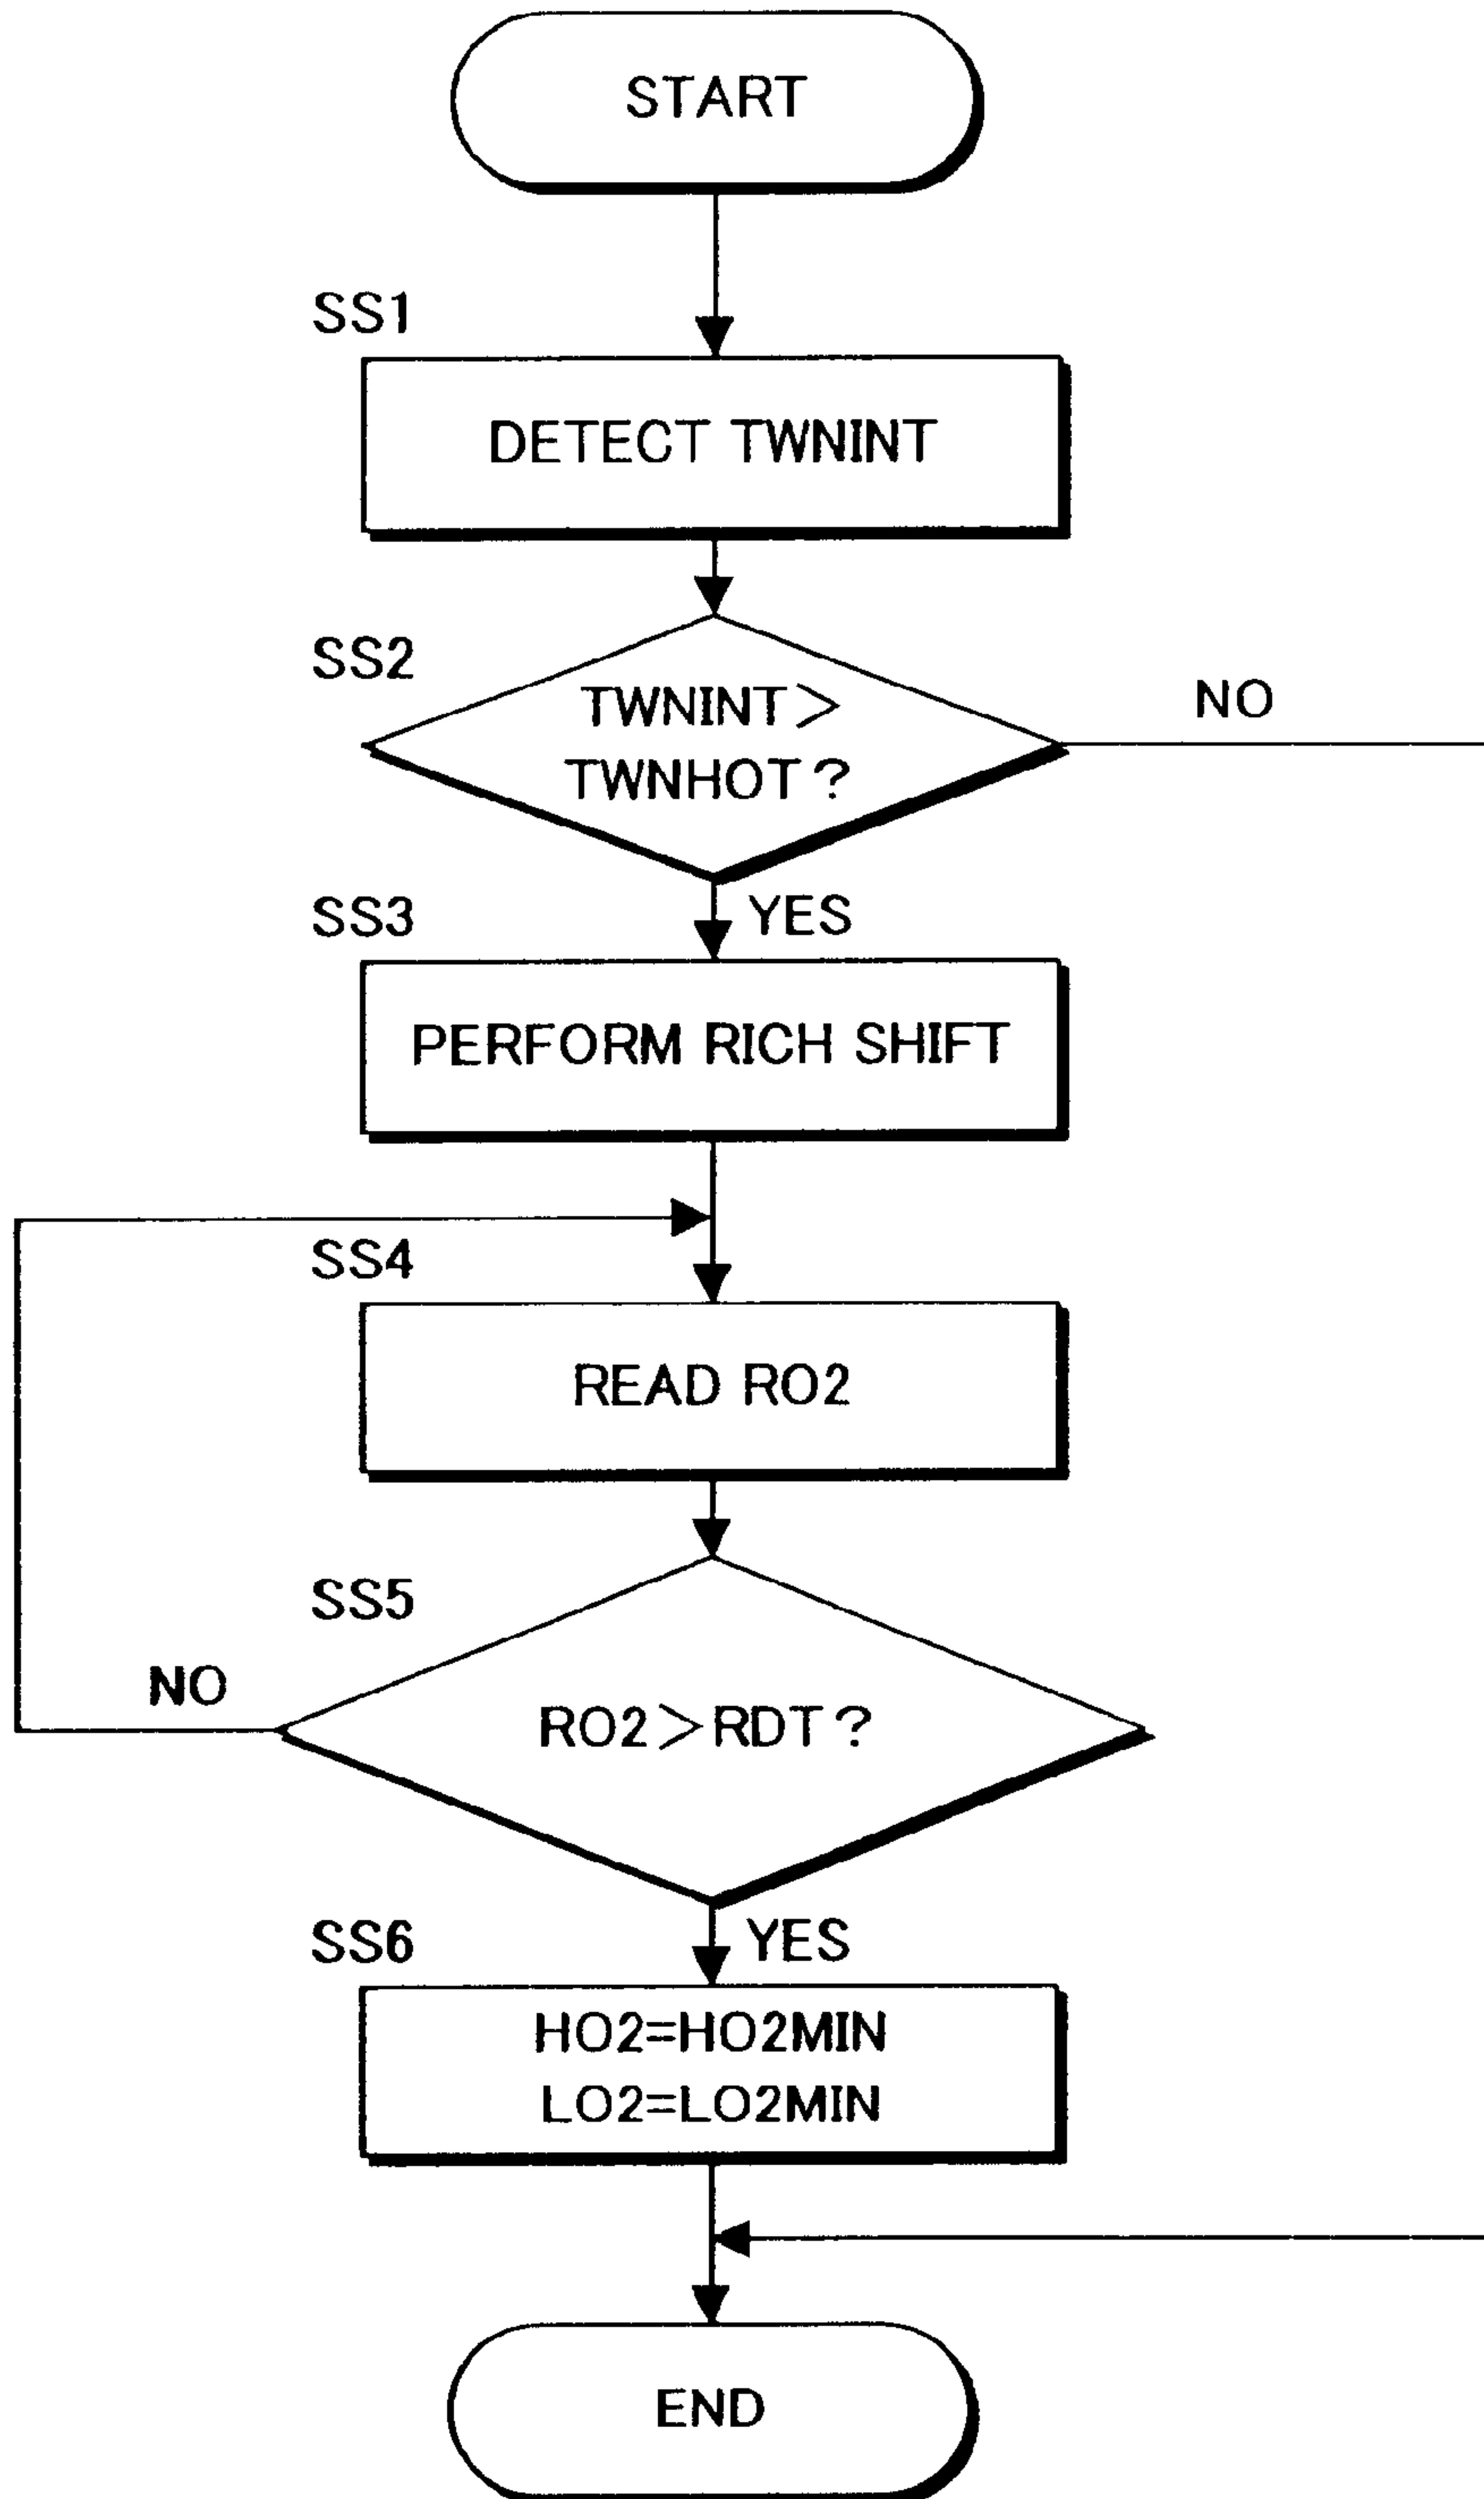 START
SS1
DETECT TWNINT
SS2
TWNINT>
TWNHOT?
NO
SS3
YES
PERFORM RICH SHIFT
SS4
READ RO2
SS5
NO
RO2>RDT?
SS6
YES
HO2=HO2MIN
LO2=LO2MIN
END